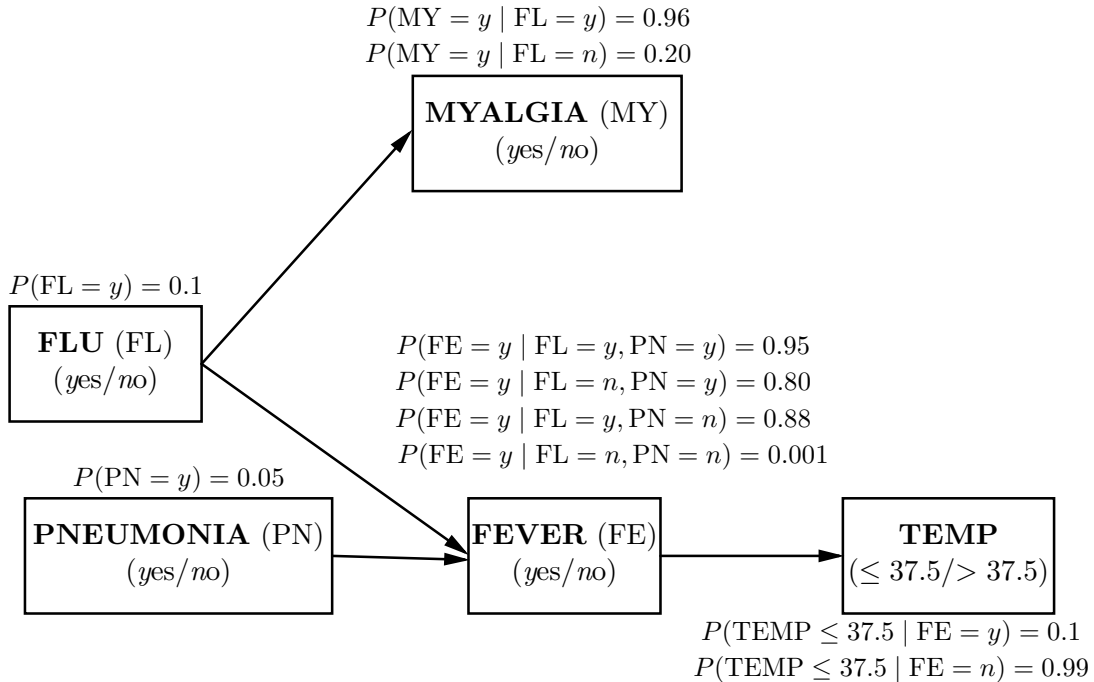 P(MY = y | FL = y) = 0.96
P(MY = y | FL = n) = 0.20
MYALGIA (MY)
(yes/no)
P(FL = y) = 0.1
FLU (FL)
(yes/no)
P(FE = y | FL = y, PN = y) = 0.95
P(FE = y | FL = n, PN = y) = 0.80
P(FE = y | FL = y, PN = n) = 0.88
P(FE = y | FL = n, PN = n) = 0.001
P(PN = y) = 0.05
PNEUMONIA (PN)
(yes/no)
FEVER (FE)
(yes/no)
TEMP
(≤ 37.5/> 37.5)
P(TEMP ≤ 37.5 | FE = y) = 0.1
P(TEMP ≤ 37.5 | FE = n) = 0.99